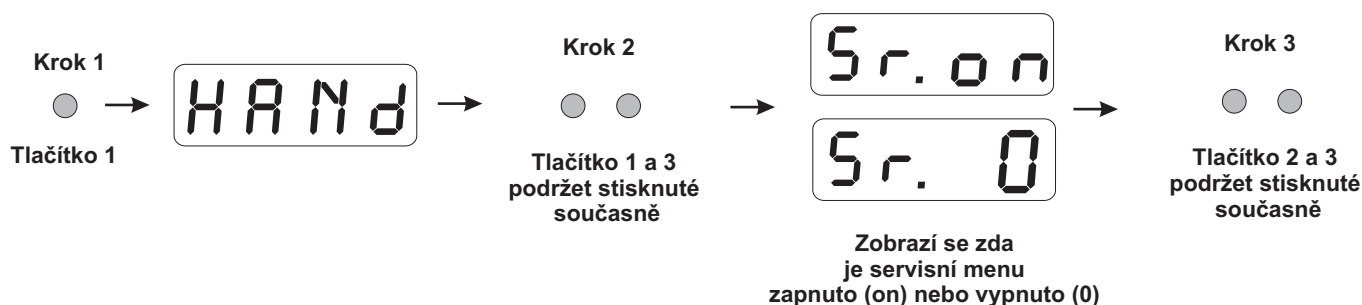 Krok 1
Tlačítko 1
HANd
Krok 2
Tlačítko 1 a 3
podržet stisknuté
současně
Sr.on
Sr. 0
Zobrazí se zda
je servisní menu
zapnuto (on) nebo vypnuto (0)
Krok 3
Tlačítko 2 a 3
podržet stisknuté
současně